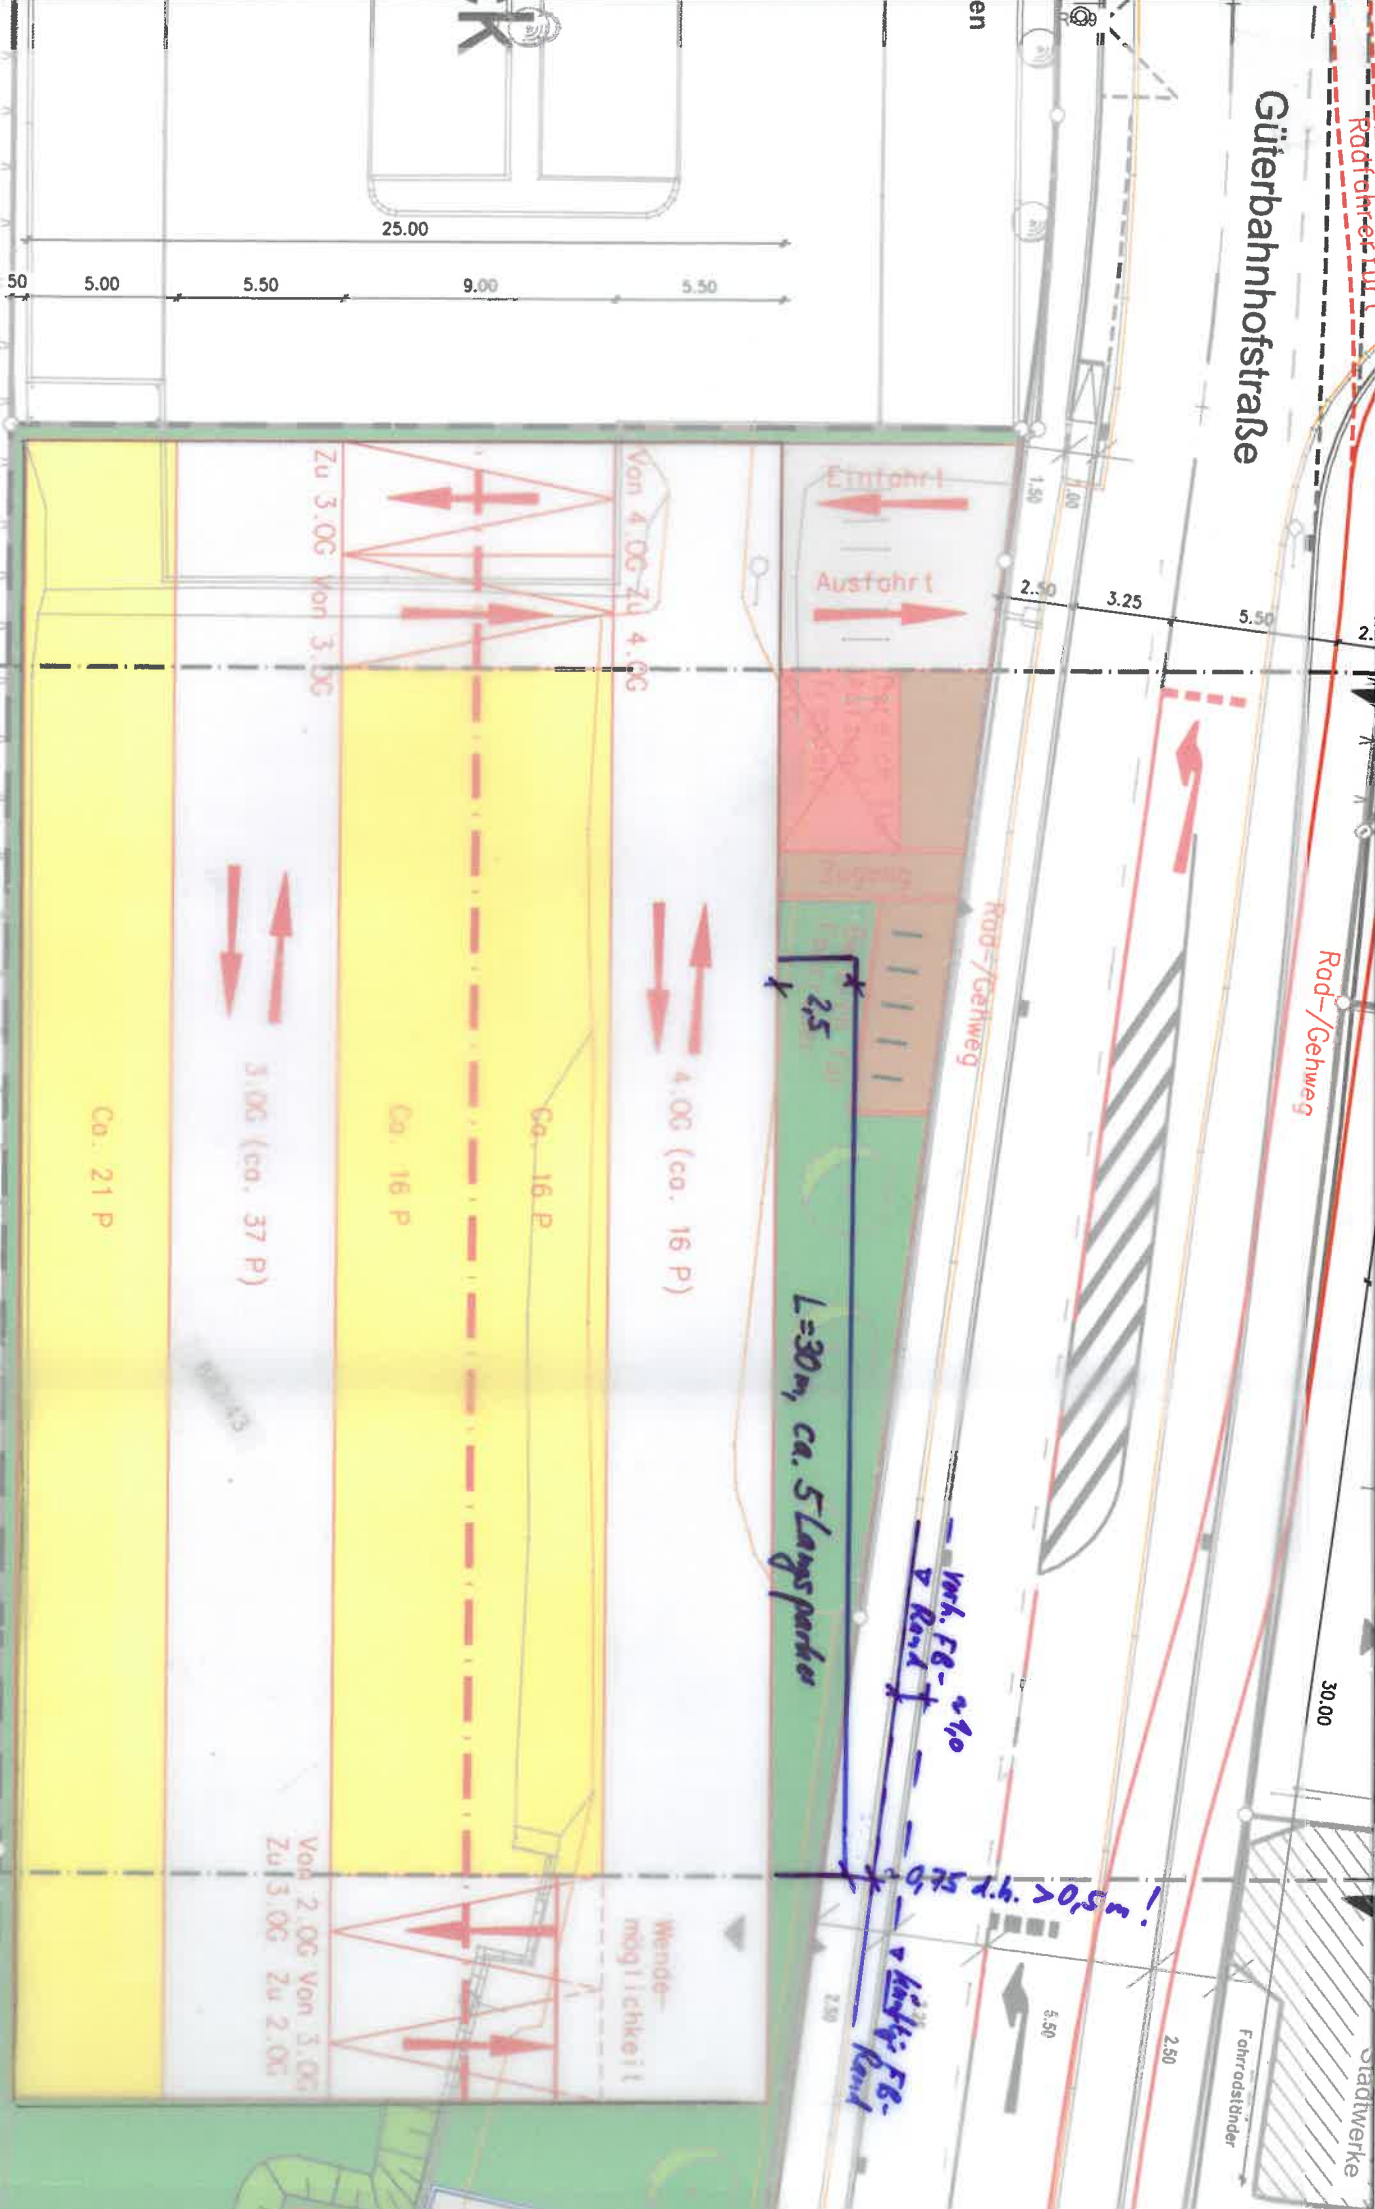 en
Radfahrerfurt
Güterbahnhofstraße
25.00
50
5.00
5.50
9.00
5.50
Einfahrt
Ausfahrt
1.50
1.00
2.50
3.25
5.50
2.
Von 4.OG Zu 4.OG
Zu 3.OG Von 3.OG
Zugang
Rad-/Gehweg
Rad-/Gehweg
2,5
4.OG (ca. 16 P)
Ca. 16 P
Ca. 16 P
3.OG (ca. 37 P)
Ca. 21 P
L=30m, ca. 5 Längsparker
vorh. FB- ~1,0
Rand
30.00
0,75 d.h. < 0,5 m !
künftig FB-
Rand
Wende-
möglichkeit
Von 2.OG Von 3.OG
Zu 3.OG Zu 2.OG
2.50
5.50
2.50
Fahrradständer
Stadtwerke